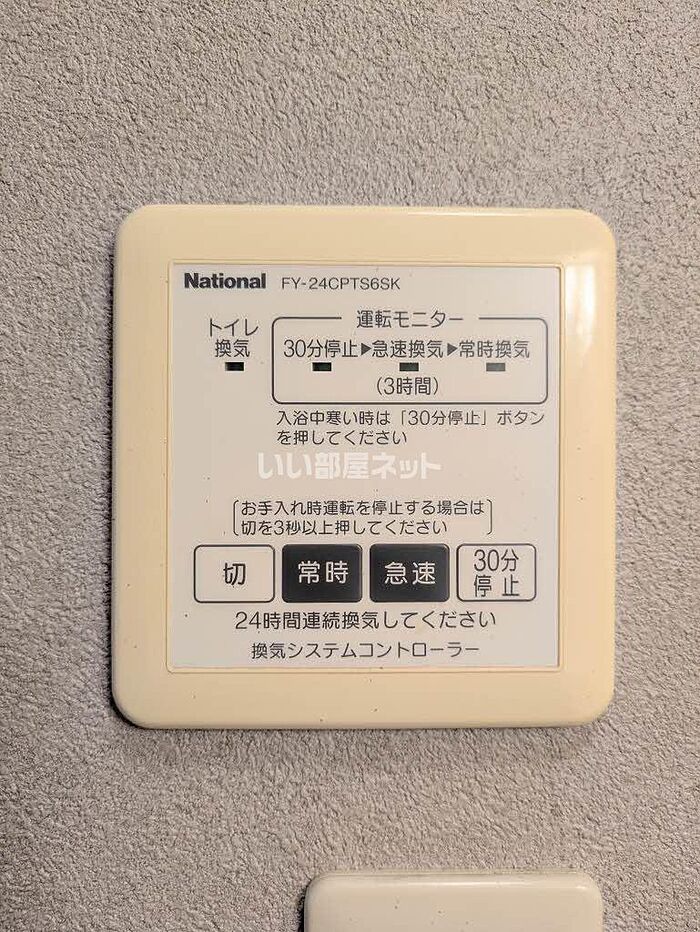 National FY-24CPTS6SK
トイレ
換気
運転モニター
30分停止▶急速換気▶常時換気
(3時間)
入浴中寒い時は「30分停止」ボタン
を押してください
いい部屋ネット
お手入れ時運転を停止する場合は
切を3秒以上押してください
切
常時
急速
30分
停止
24時間連続換気してください
換気システムコントローラー